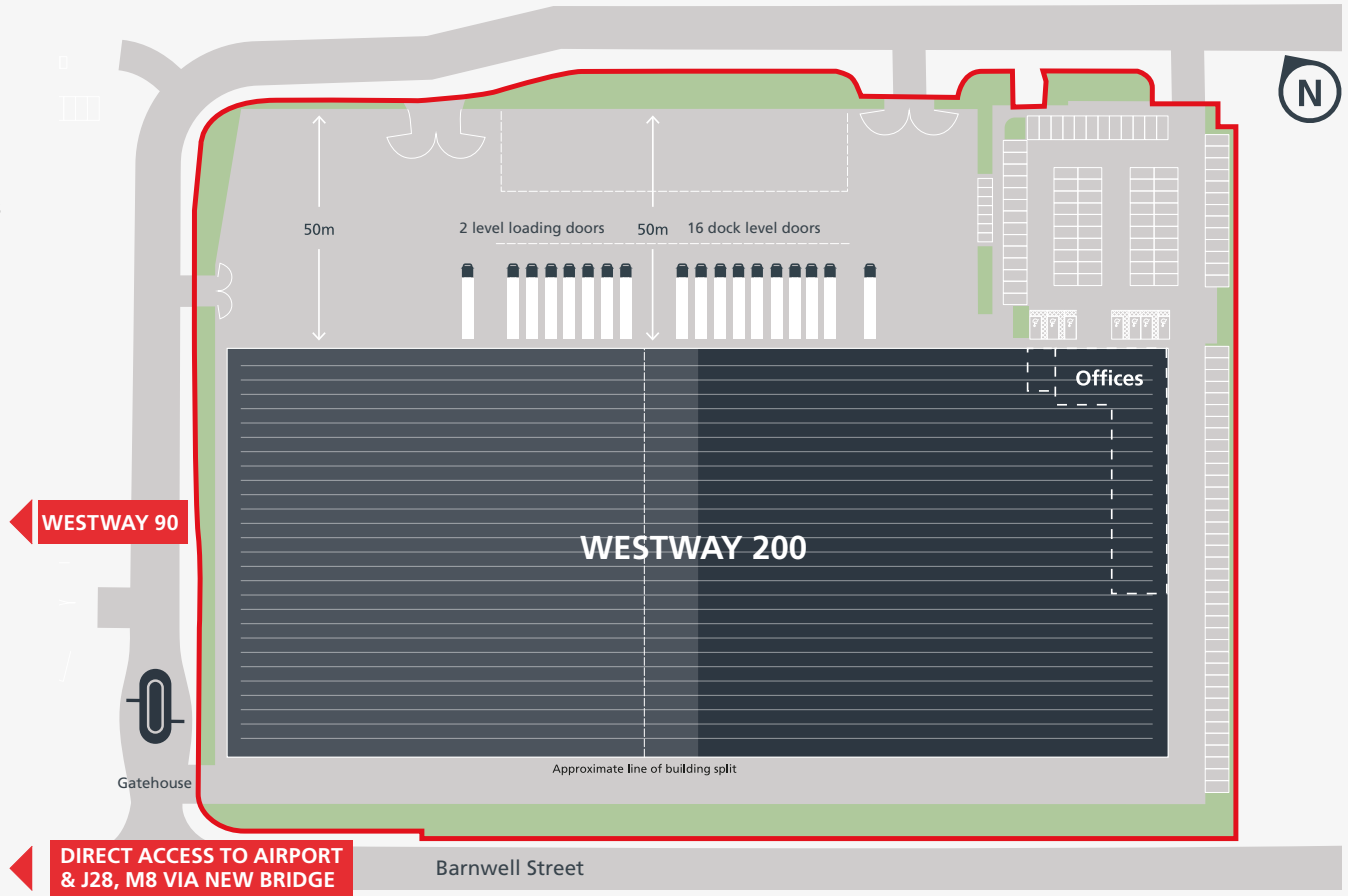 N
50m
2 level loading doors
50m
16 dock level doors
Offices
WESTWAY 90
WESTWAY 200
Approximate line of building split
Gatehouse
DIRECT ACCESS TO AIRPORT
& J28, M8 VIA NEW BRIDGE
Barnwell Street